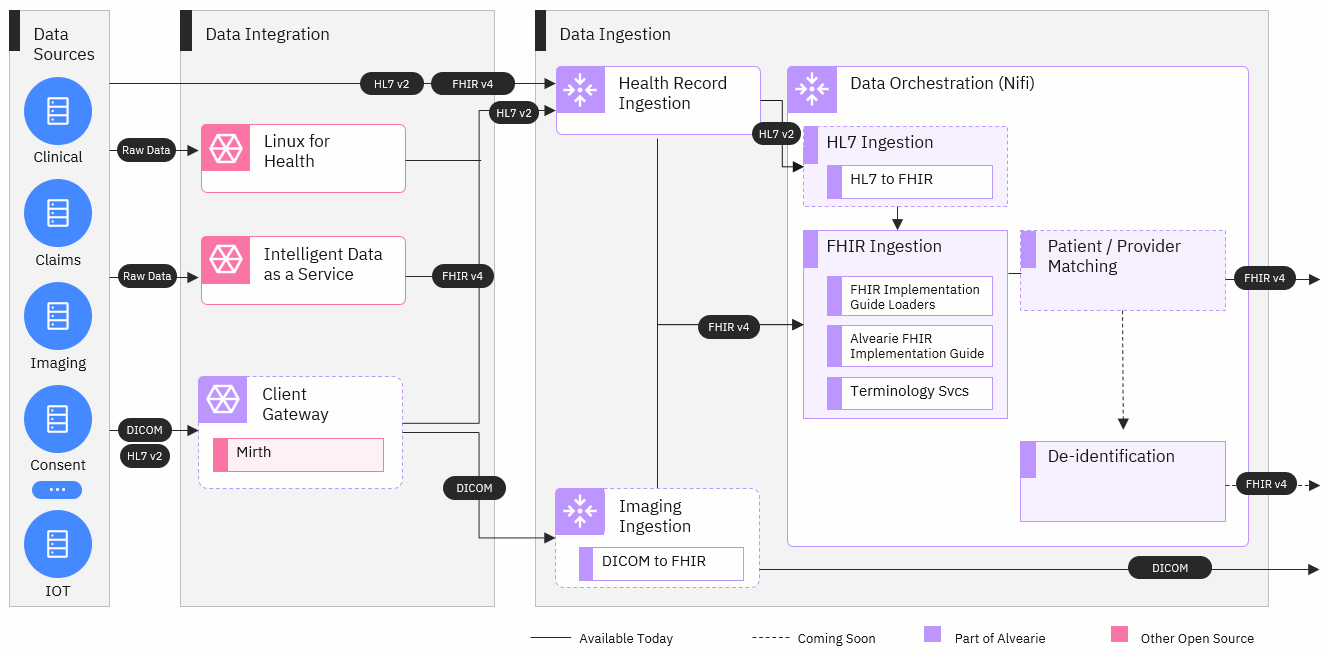 Data
Sources
Clinical
Claims
Imaging
Consent
IOT
Data Integration
Raw Data
Linux for
Health
Raw Data
Intelligent Data
as a Service
DICOM
HL7 v2
Client
Gateway
Mirth
HL7 v2
FHIR v4
HL7 v2
FHIR v4
DICOM
Data Ingestion
Health Record
Ingestion
HL7 v2
FHIR v4
Imaging
Ingestion
DICOM to FHIR
Data Orchestration (Nifi)
HL7 Ingestion
HL7 to FHIR
FHIR Ingestion
FHIR Implementation
Guide Loaders
Alvearie FHIR
Implementation Guide
Terminology Svcs
Patient / Provider
Matching
FHIR v4
De-identification
FHIR v4
DICOM
Available Today
Coming Soon
Part of Alvearie
Other Open Source